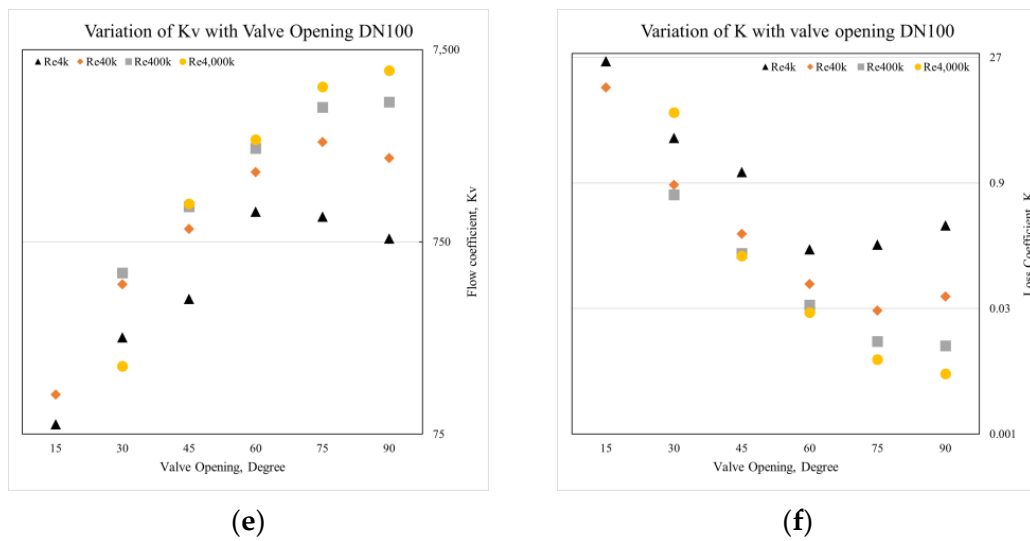 Variation of Kv with Valve Opening DN100
7,500
Re4k Re40k Re400k Re4,000k
750
Flow coefficient, Kv
75
15 30 45 60 75 90
Valve Opening, Degree
(e)
Variation of K with valve opening DN100
27
Re4k Re40k Re400k Re4,000k
0.9
Loss Coefficient, K
0.03
0.001
15 30 45 60 75 90
Valve Opening, Degree
(f)